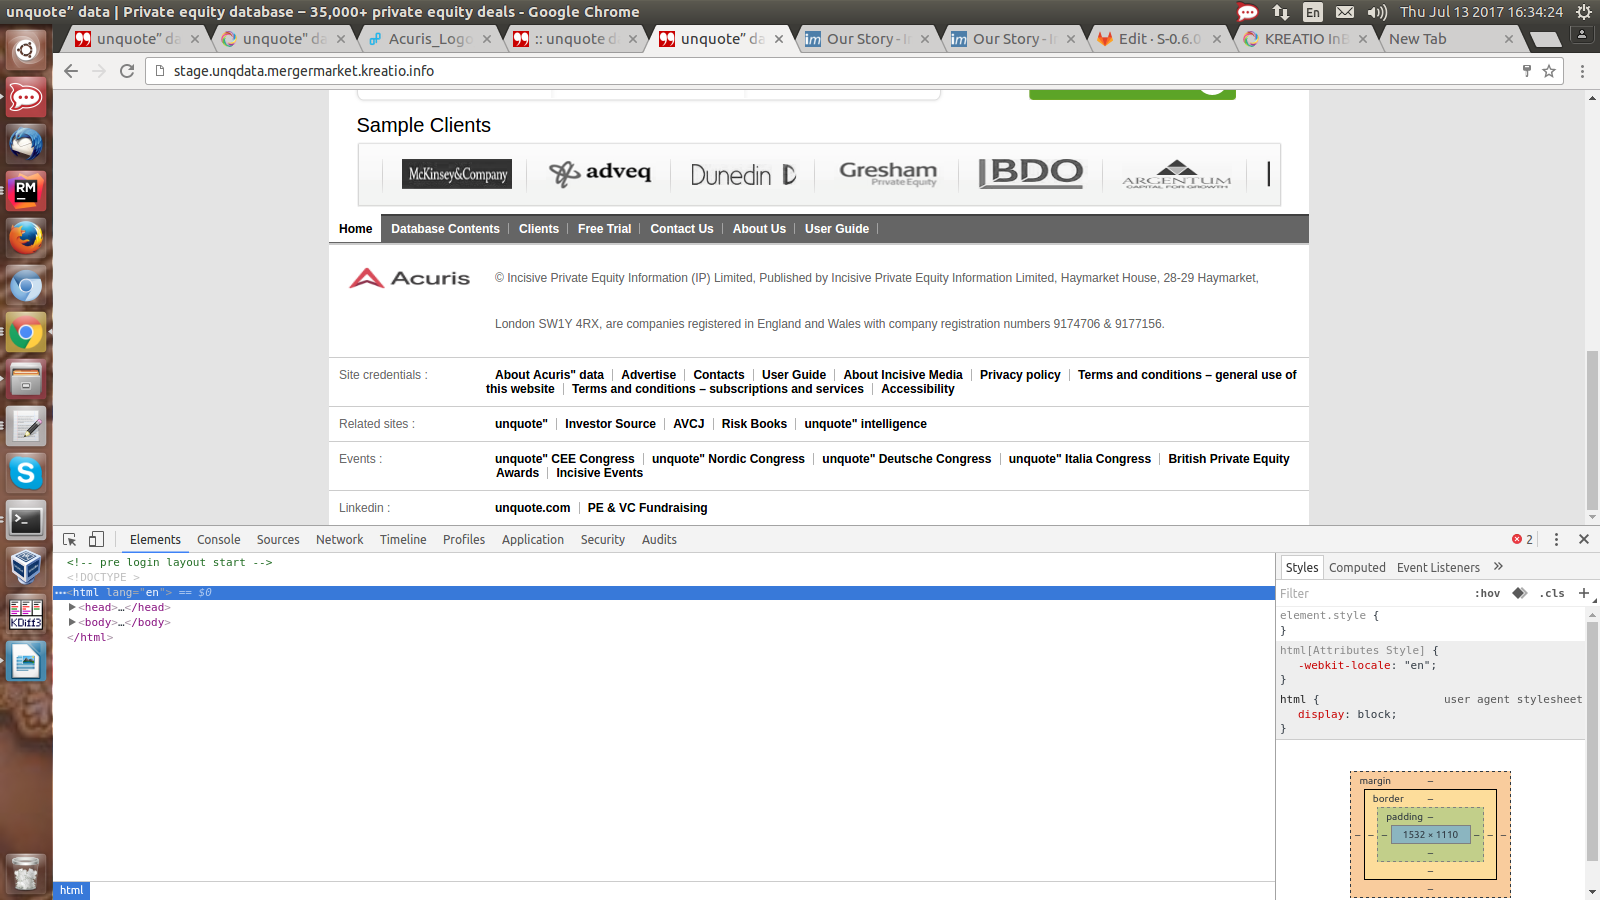 unquote” data | Private equity database – 35,000+ private equity deals - Google Chrome
En
Thu Jul 13 2017 16:34:24
unquote” da
unquote" da
Acuris_Logo
:: unquote d
unquote” da
im Our Story - I
im Our Story - I
Edit · S-0.6.0
KREATIO InB
New Tab
stage.unqdata.mergermarket.kreatio.info
Sample Clients
McKinsey&Company
adveq
Dunedin D
Gresham
Private Equity
BDO
ARGENTUM
CAPITAL FOR GROWTH
Home
Database Contents
Clients
Free Trial
Contact Us
About Us
User Guide
Acuris
© Incisive Private Equity Information (IP) Limited, Published by Incisive Private Equity Information Limited, Haymarket House, 28-29 Haymarket,
London SW1Y 4RX, are companies registered in England and Wales with company registration numbers 9174706 & 9177156.
Site credentials :
About Acuris" data | Advertise | Contacts | User Guide | About Incisive Media | Privacy policy | Terms and conditions – general use of
this website | Terms and conditions – subscriptions and services | Accessibility
Related sites :
unquote" | Investor Source | AVCJ | Risk Books | unquote" intelligence
Events :
unquote" CEE Congress | unquote" Nordic Congress | unquote" Deutsche Congress | unquote" Italia Congress | British Private Equity
Awards | Incisive Events
Linkedin :
unquote.com | PE & VC Fundraising
Elements
Console
Sources
Network
Timeline
Profiles
Application
Security
Audits
2
<!-- pre login layout start -->
<!DOCTYPE >
<html lang="en"> == $0
<head>…</head>
<body>…</body>
</html>
html
Styles
Computed
Event Listeners
Filter
:hov
.cls
element.style {
}
html[Attributes Style] {
-webkit-locale: "en";
}
html {
user agent stylesheet
display: block;
}
margin
–
border
–
padding
–
– – – 1532 × 1110 – – –
–
–
–
RM
S
KDiff3